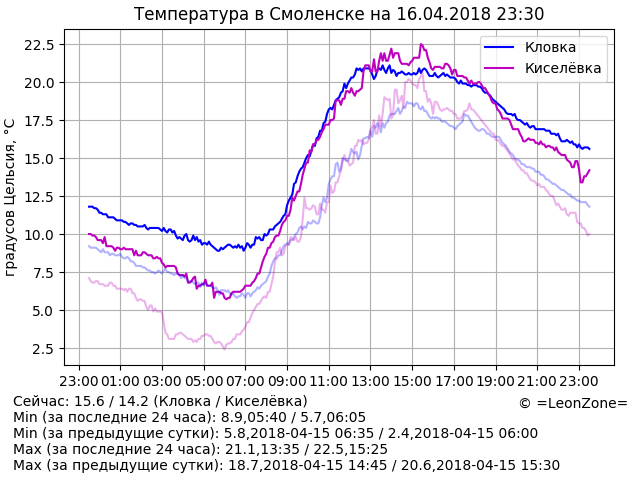 Температура в Смоленске на 16.04.2018 23:30
Кловка
Киселёвка
градусов Цельсия, °C
22.5
20.0
17.5
15.0
12.5
10.0
7.5
5.0
2.5
23:00 01:00 03:00 05:00 07:00 09:00 11:00 13:00 15:00 17:00 19:00 21:00 23:00
Сейчас: 15.6 / 14.2 (Кловка / Киселёвка)
© =LeonZone=
Min (за последние 24 часа): 8.9,05:40 / 5.7,06:05
Min (за предыдущие сутки): 5.8,2018-04-15 06:35 / 2.4,2018-04-15 06:00
Max (за последние 24 часа): 21.1,13:35 / 22.5,15:25
Max (за предыдущие сутки): 18.7,2018-04-15 14:45 / 20.6,2018-04-15 15:30